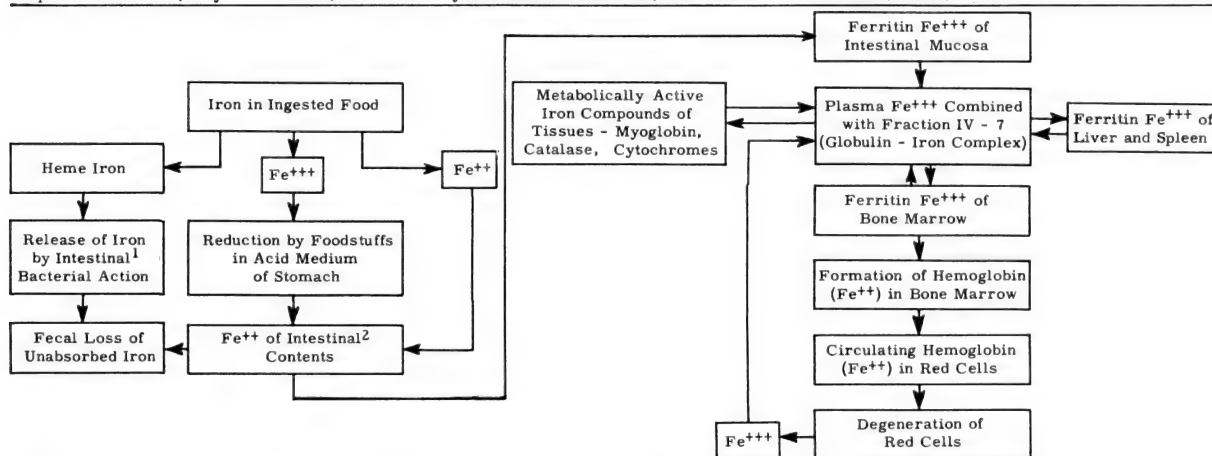 Iron in Ingested Food
Heme Iron
Fe+++
Fe++
Release of Iron
by Intestinal1
Bacterial Action
Reduction by Foodstuffs
in Acid Medium
of Stomach
Fecal Loss of
Unabsorbed Iron
Fe++ of Intestinal2
Contents
Ferritin Fe+++ of
Intestinal Mucosa
Metabolically Active
Iron Compounds of
Tissues - Myoglobin,
Catalase, Cytochromes
Plasma Fe+++ Combined
with Fraction IV - 7
(Globulin - Iron Complex)
Ferritin Fe+++ of
Liver and Spleen
Ferritin Fe+++ of
Bone Marrow
Formation of Hemoglobin
(Fe++) in Bone Marrow
Circulating Hemoglobin
(Fe++) in Red Cells
Degeneration of
Red Cells
Fe+++